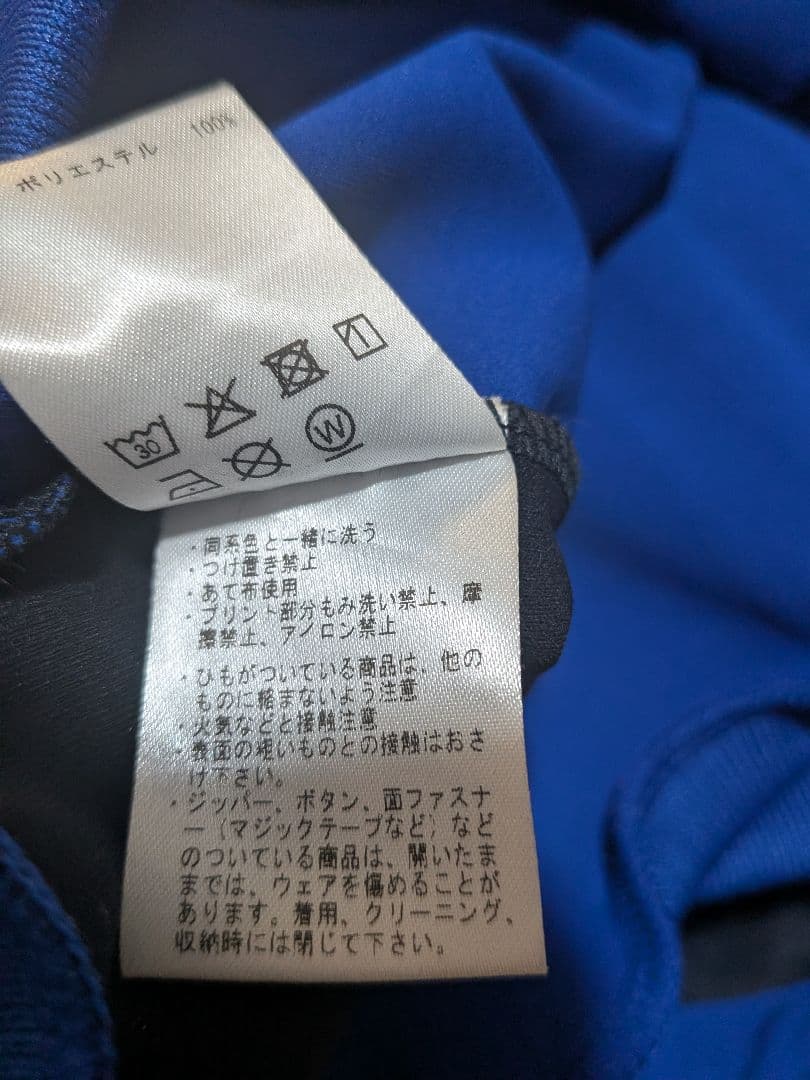 ポリエステル 100%
30
W
・同系色と一緒に洗う
・つけ置き禁止
・あて布使用
・プリント部分もみ洗い禁止、摩
擦禁止、アイロン禁止
・ひもがついている商品は、他の
ものに絡まないよう注意
・火気などと接触注意
・表面の粗いものとの接触はおさ
け下さい。
・ジッパー、ボタン、面ファスナ
ー(マジックテープなど)など
のついている商品は、開いたま
までは、ウェアを傷めることが
あります。着用、クリーニング、
収納時には閉じて下さい。